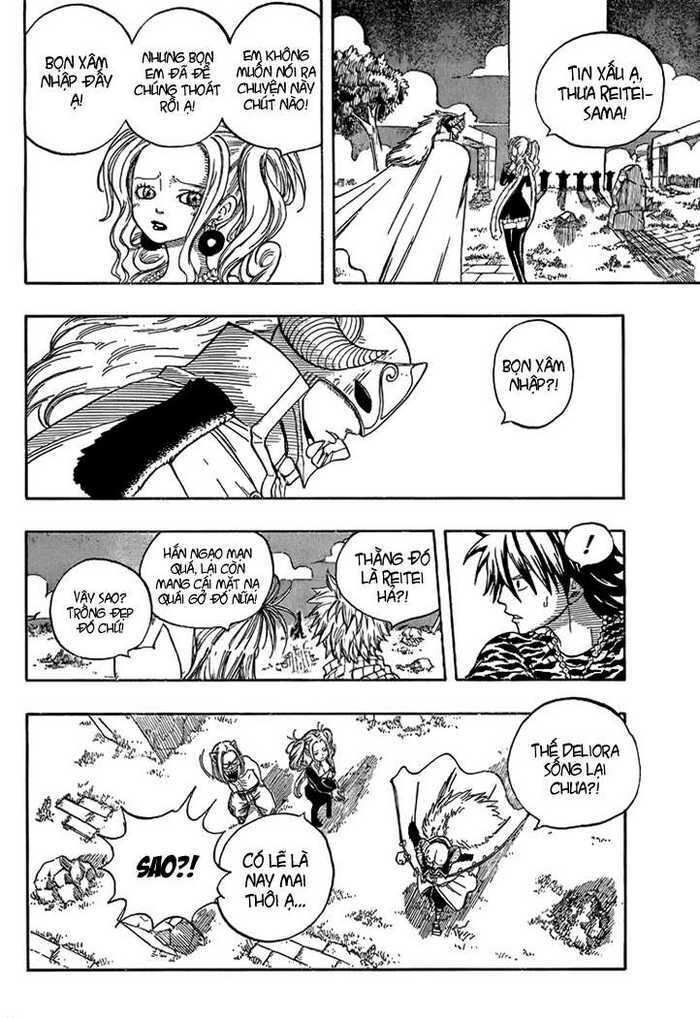 TIN XẤU Ạ,
THƯA REITEI-
SAMA!
EM KHÔNG
MUỐN NÓI RA
CHUYỆN NÀY
CHÚT NÀO!
NHƯNG BỌN
EM ĐÃ ĐỂ
CHÚNG THOÁT
RỒI Ạ!
BỌN XÂM
NHẬP ĐẤY
Ạ!
BỌN XÂM
NHẬP?!
!
THẰNG ĐÓ
LÀ REITEI
HẢ?!
HẮN NGẠO MẠN
QUÁ, LẠI CÒN
MANG CÁI MẶT NẠ
QUÁI GỞ ĐÓ NỮA!
VẬY SAO?
TRÔNG ĐẸP
ĐÓ CHỨ!
THẾ DELIORA
SỐNG LẠI
CHƯA?!
CÓ LẼ LÀ
NAY MAI
THÔI Ạ...
SAO?!